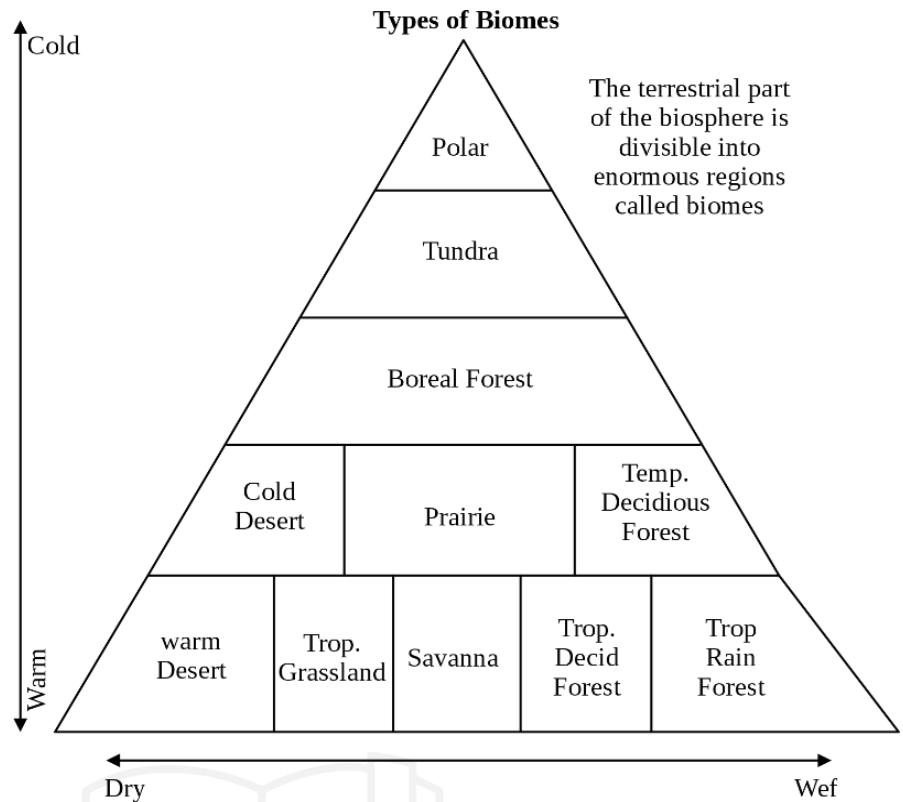 Types of Biomes
Cold
The terrestrial part
of the biosphere is
divisible into
enormous regions
called biomes
Polar
Tundra
Boreal Forest
Cold
Desert
Prairie
Temp.
Decidious
Forest
warm
Desert
Trop.
Grassland
Savanna
Trop.
Decid
Forest
Trop
Rain
Forest
Warm
Dry
Wef